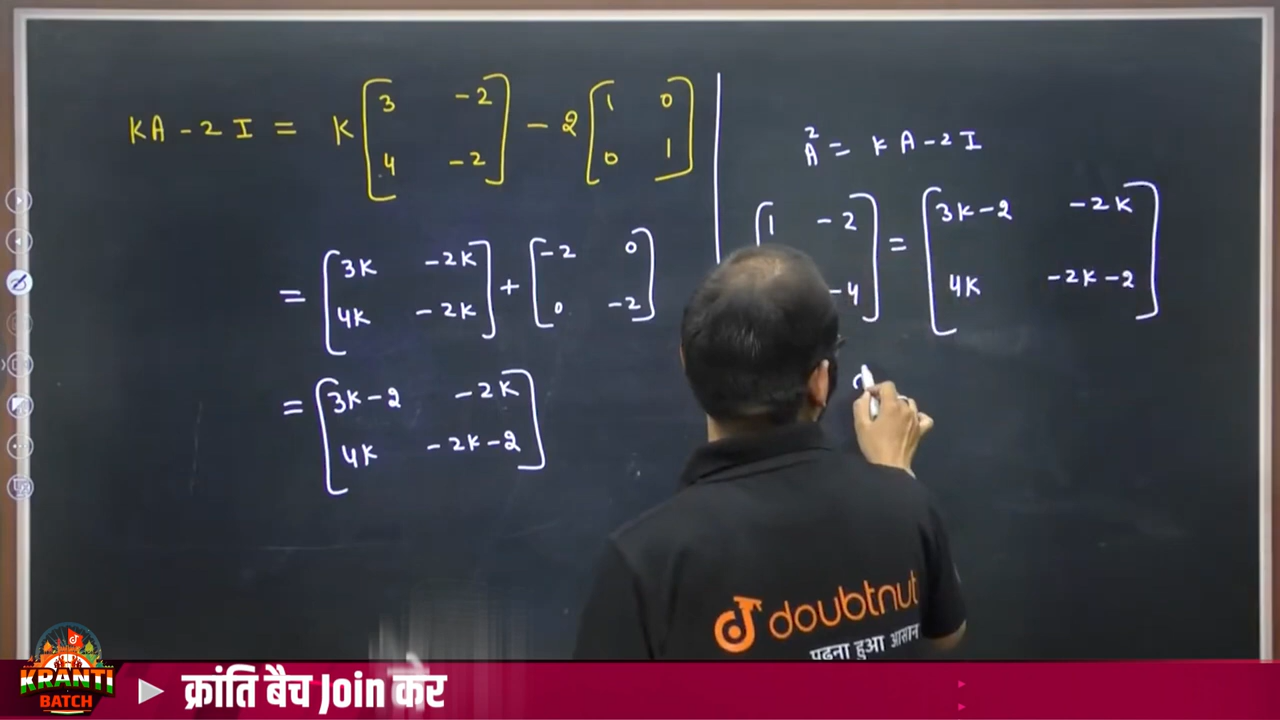 KA - 2 I = K [ 3 -2 4 -2 ] - 2 [ 1 0 0 1 ]
= [ 3K -2K 4K -2K ] + [ -2 0 0 -2 ]
= [ 3K-2 -2K 4K -2K-2 ]
A² = KA-2I
[ 1 -2 -4 ] = [ 3K-2 -2K 4K -2K-2 ]
doubtnut
पढ़ना हुआ आसान
KRANTI
BATCH
क्रांति बैच Join करे